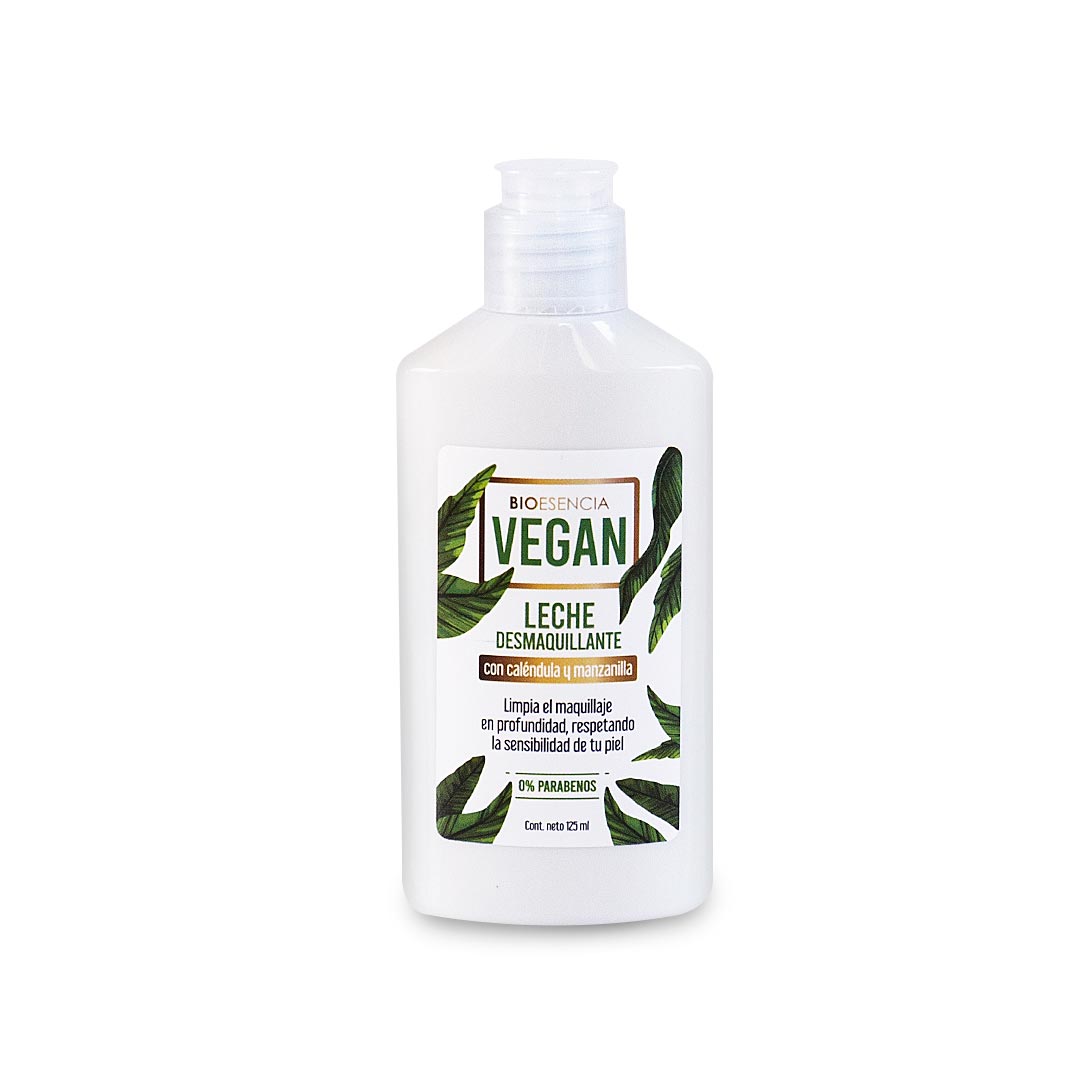 BIOESENCIA
VEGAN
LECHE
DESMAQUILLANTE
con caléndula y manzanilla
Limpia el maquillaje
en profundidad, respetando
la sensibilidad de tu piel
0% PARABENOS
Cont. neto 125 ml